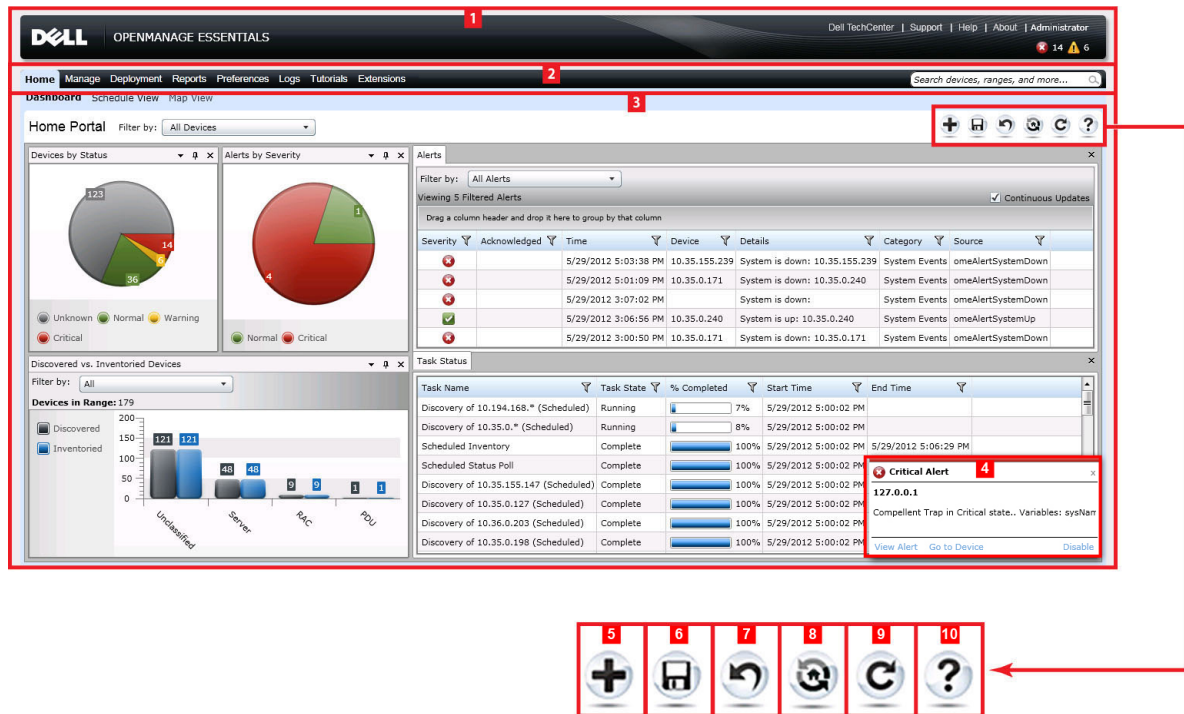 1
DELL OPENMANAGE ESSENTIALS
Dell TechCenter | Support | Help | About | Administrator
14 6
Home Manage Deployment Reports Preferences Logs Tutorials Extensions
2
Search devices, ranges, and more...
Dashboard Schedule View Map View
3
Home Portal Filter by: All Devices
Devices by Status
123
14
6
36
Unknown Normal Warning
Critical
Alerts by Severity
1
4
Normal Critical
Alerts
Filter by: All Alerts
Viewing 5 Filtered Alerts Continuous Updates
Drag a column header and drop it here to group by that column
Severity Acknowledged Time Device Details Category Source
5/29/2012 5:03:38 PM 10.35.155.239 System is down: 10.35.155.239 System Events omeAlertSystemDown
5/29/2012 5:01:09 PM 10.35.0.171 System is down: 10.35.0.240 System Events omeAlertSystemDown
5/29/2012 3:07:02 PM System is down: System Events omeAlertSystemDown
5/29/2012 3:06:56 PM 10.35.0.240 System is up: 10.35.0.240 System Events omeAlertSystemUp
5/29/2012 3:00:50 PM 10.35.0.171 System is down: 10.35.0.171 System Events omeAlertSystemDown
Discovered vs. Inventoried Devices
Filter by: All
Devices in Range: 179
Discovered
Inventoried
200
150
100
50
0
121 121
48 48
9 9
1 1
Unclassified
Server
RAC
PDU
Task Status
Task Name Task State % Completed Start Time End Time
Discovery of 10.194.168.* (Scheduled) Running 7% 5/29/2012 5:00:02 PM
Discovery of 10.35.0.* (Scheduled) Running 8% 5/29/2012 5:00:02 PM
Scheduled Inventory Complete 100% 5/29/2012 5:00:02 PM 5/29/2012 5:06:29 PM
Scheduled Status Poll Complete 100% 5/29/2012 5:00:02 PM
Discovery of 10.35.155.147 (Scheduled) Complete 100% 5/29/2012 5:00:02 PM
Discovery of 10.35.0.127 (Scheduled) Complete 100% 5/29/2012 5:00:02 PM
Discovery of 10.36.0.203 (Scheduled) Complete 100% 5/29/2012 5:00:02 PM
Discovery of 10.35.0.198 (Scheduled) Complete 100% 5/29/2012 5:00:02 PM
Critical Alert
4
127.0.0.1
Compellent Trap in Critical state.. Variables: sysNam
View Alert Go to Device Disable
5 6 7 8 9 10